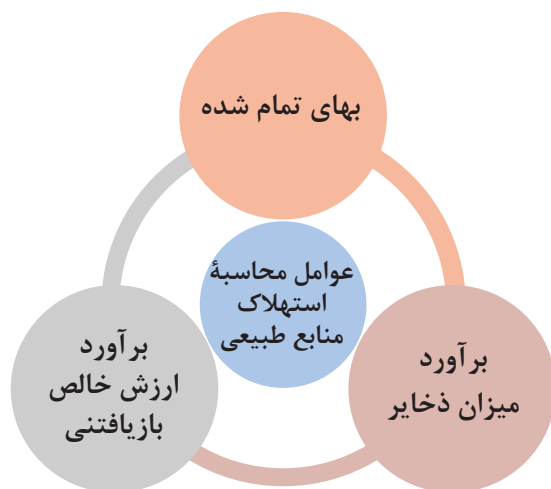 بهای تمام شده
عوامل محاسبهٔ
استهلاک
منابع طبیعی
برآورد
میزان ذخایر
برآورد
ارزش خالص
بازیافتنی